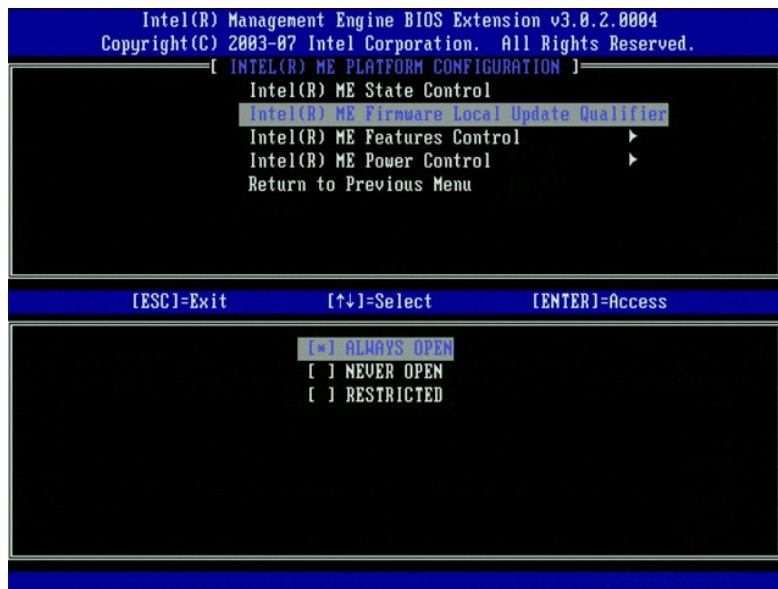 Intel(R) Management Engine BIOS Extension v3.0.2.0004
Copyright(C) 2003-07 Intel Corporation. All Rights Reserved.
[ INTEL(R) ME PLATFORM CONFIGURATION ]
Intel(R) ME State Control
Intel(R) ME Firmware Local Update Qualifier
Intel(R) ME Features Control ►
Intel(R) ME Power Control ►
Return to Previous Menu
[ESC]=Exit [↑↓]=Select [ENTER]=Access
[*] ALWAYS OPEN
[ ] NEVER OPEN
[ ] RESTRICTED